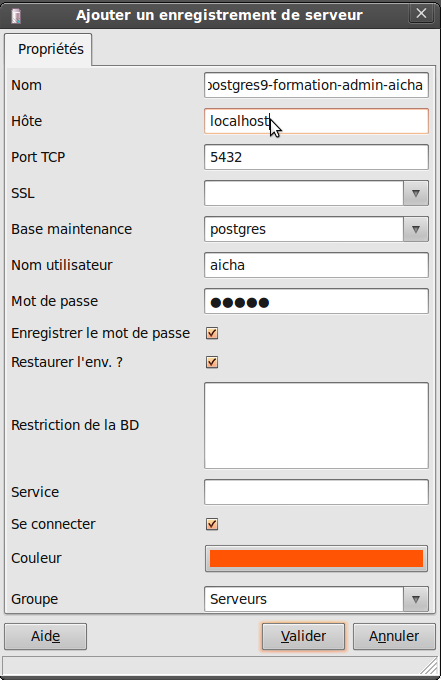 Ajouter un enregistrement de serveur
Propriétés
Nom
postgres9-formation-admin-aicha
Hôte
localhost
Port TCP
5432
SSL
Base maintenance
postgres
Nom utilisateur
aicha
Mot de passe
●●●●●
Enregistrer le mot de passe
Restaurer l'env. ?
Restriction de la BD
Service
Se connecter
Couleur
Groupe
Serveurs
Aide
Valider
Annuler